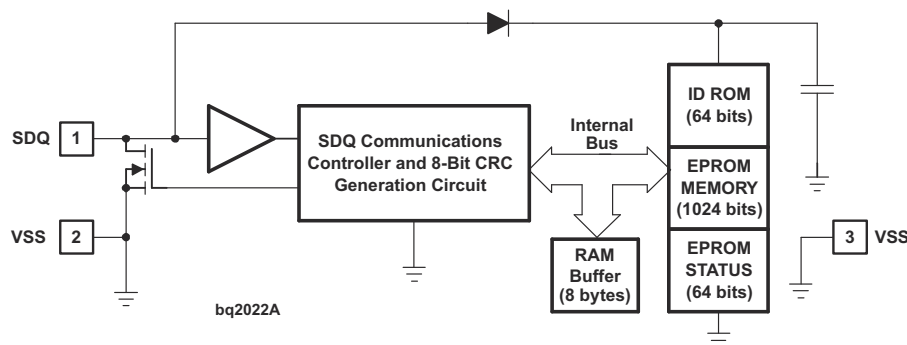 SDQ
1
SDQ Communications
Controller and 8-Bit CRC
Generation Circuit
Internal
Bus
ID ROM
(64 bits)
EPROM
MEMORY
(1024 bits)
EPROM
STATUS
(64 bits)
RAM
Buffer
(8 bytes)
VSS
2
3
VSS
bq2022A